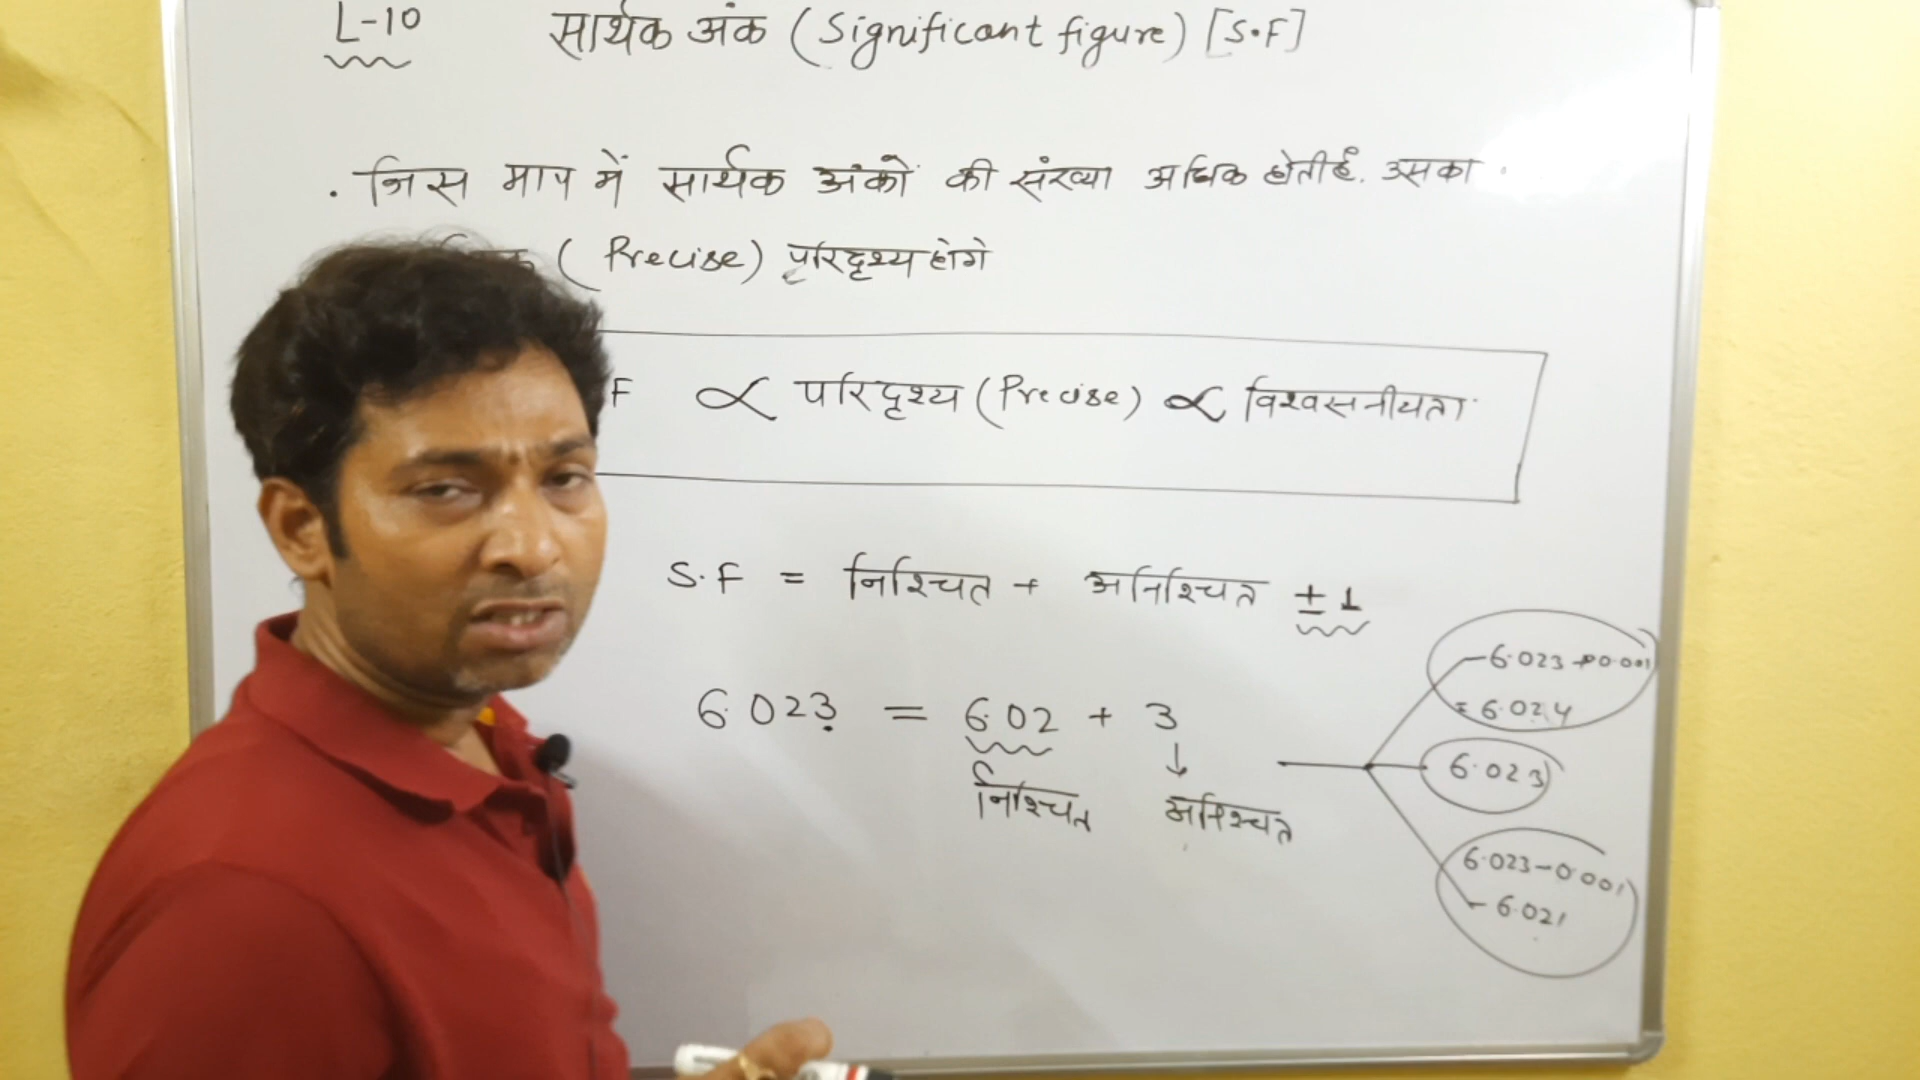 L-10 सार्थक अंक (Significant figure) [S.F]
. जिस माप में सार्थक अंको की संख्या अधिक होती है. उसका
( Precise) परिदृश्य होगे
F ∝ परिदृश्य (Precise) ∝ विश्वसनीयता
S.F = निश्चित + अनिश्चित ± 1
6.023 = 6.02 + 3
निश्चित अनिश्चित
6.023 + 0.001
= 6.024
6.023
6.023 - 0.001
- 6.021